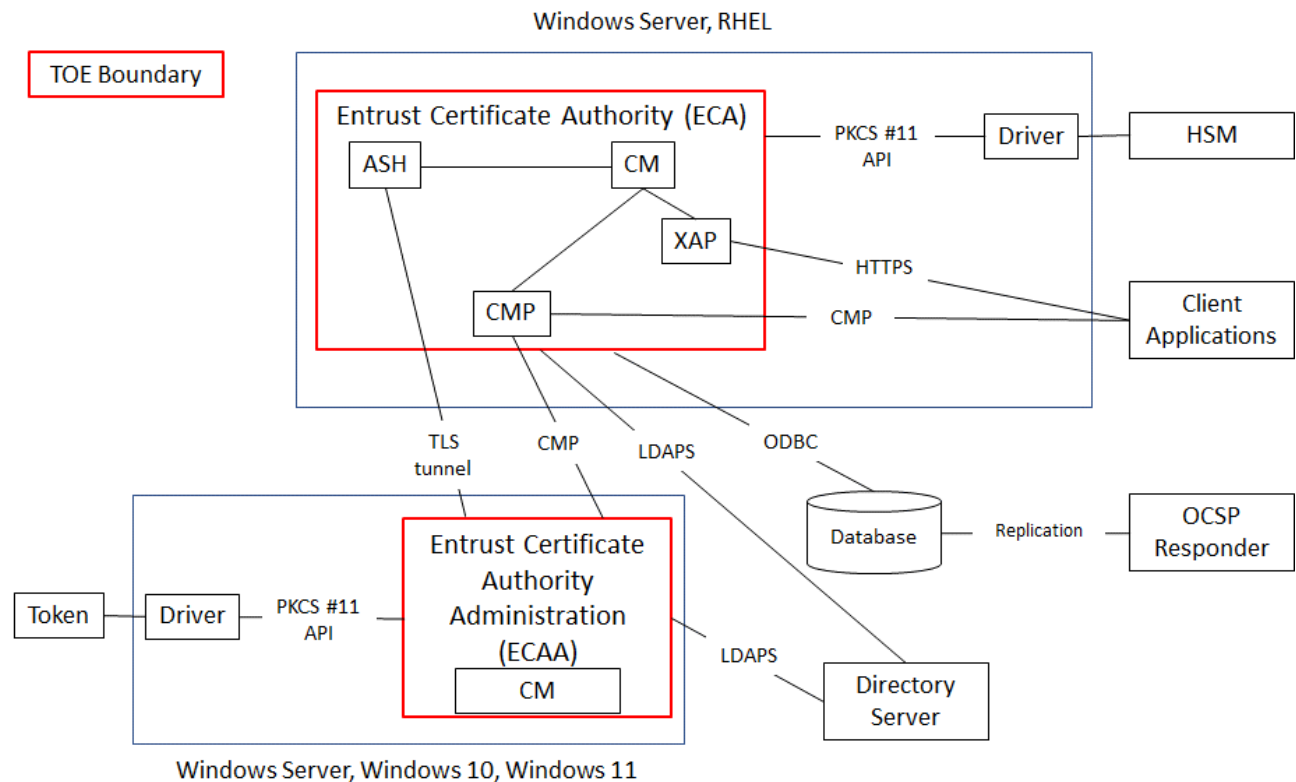 Windows Server, RHEL
TOE Boundary
Entrust Certificate Authority (ECA)
ASH
CM
PKCS #11
API
Driver
HSM
XAP
HTTPS
CMP
CMP
Client
Applications
TLS
tunnel
CMP
LDAPS
ODBC
Database
Replication
OCSP
Responder
Entrust Certificate
Authority
Administration
(ECAA)
CM
Token
Driver
PKCS #11
API
LDAPS
Directory
Server
Windows Server, Windows 10, Windows 11